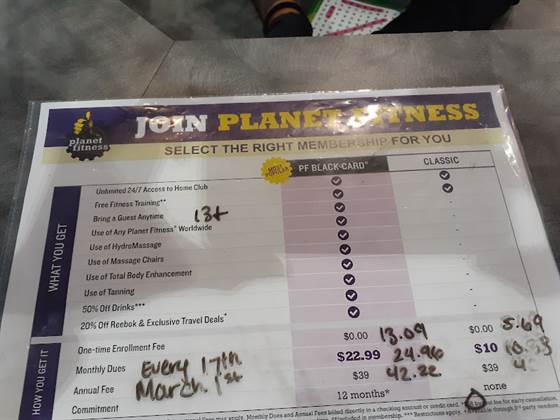 JOIN PLANET FITNESS
planet fitness
SELECT THE RIGHT MEMBERSHIP FOR YOU
PF BLACK CARD® CLASSIC
WHAT YOU GET
Unlimited 24/7 Access to Home Club
Free Fitness Training**
Bring a Guest Anytime 13+
Use of Any Planet Fitness® Worldwide
Use of HydroMassage
Use of Massage Chairs
Use of Total Body Enhancement
Use of Tanning
50% Off Drinks***
20% Off Reebok & Exclusive Travel Deals*
HOW YOU GET IT
One-time Enrollment Fee $0.00 13.09 $0.00 5.69
Monthly Dues Every 17th $22.99 24.96 $10
Annual Fee March 1st $39 42.22 $39
Commitment 12 months* none